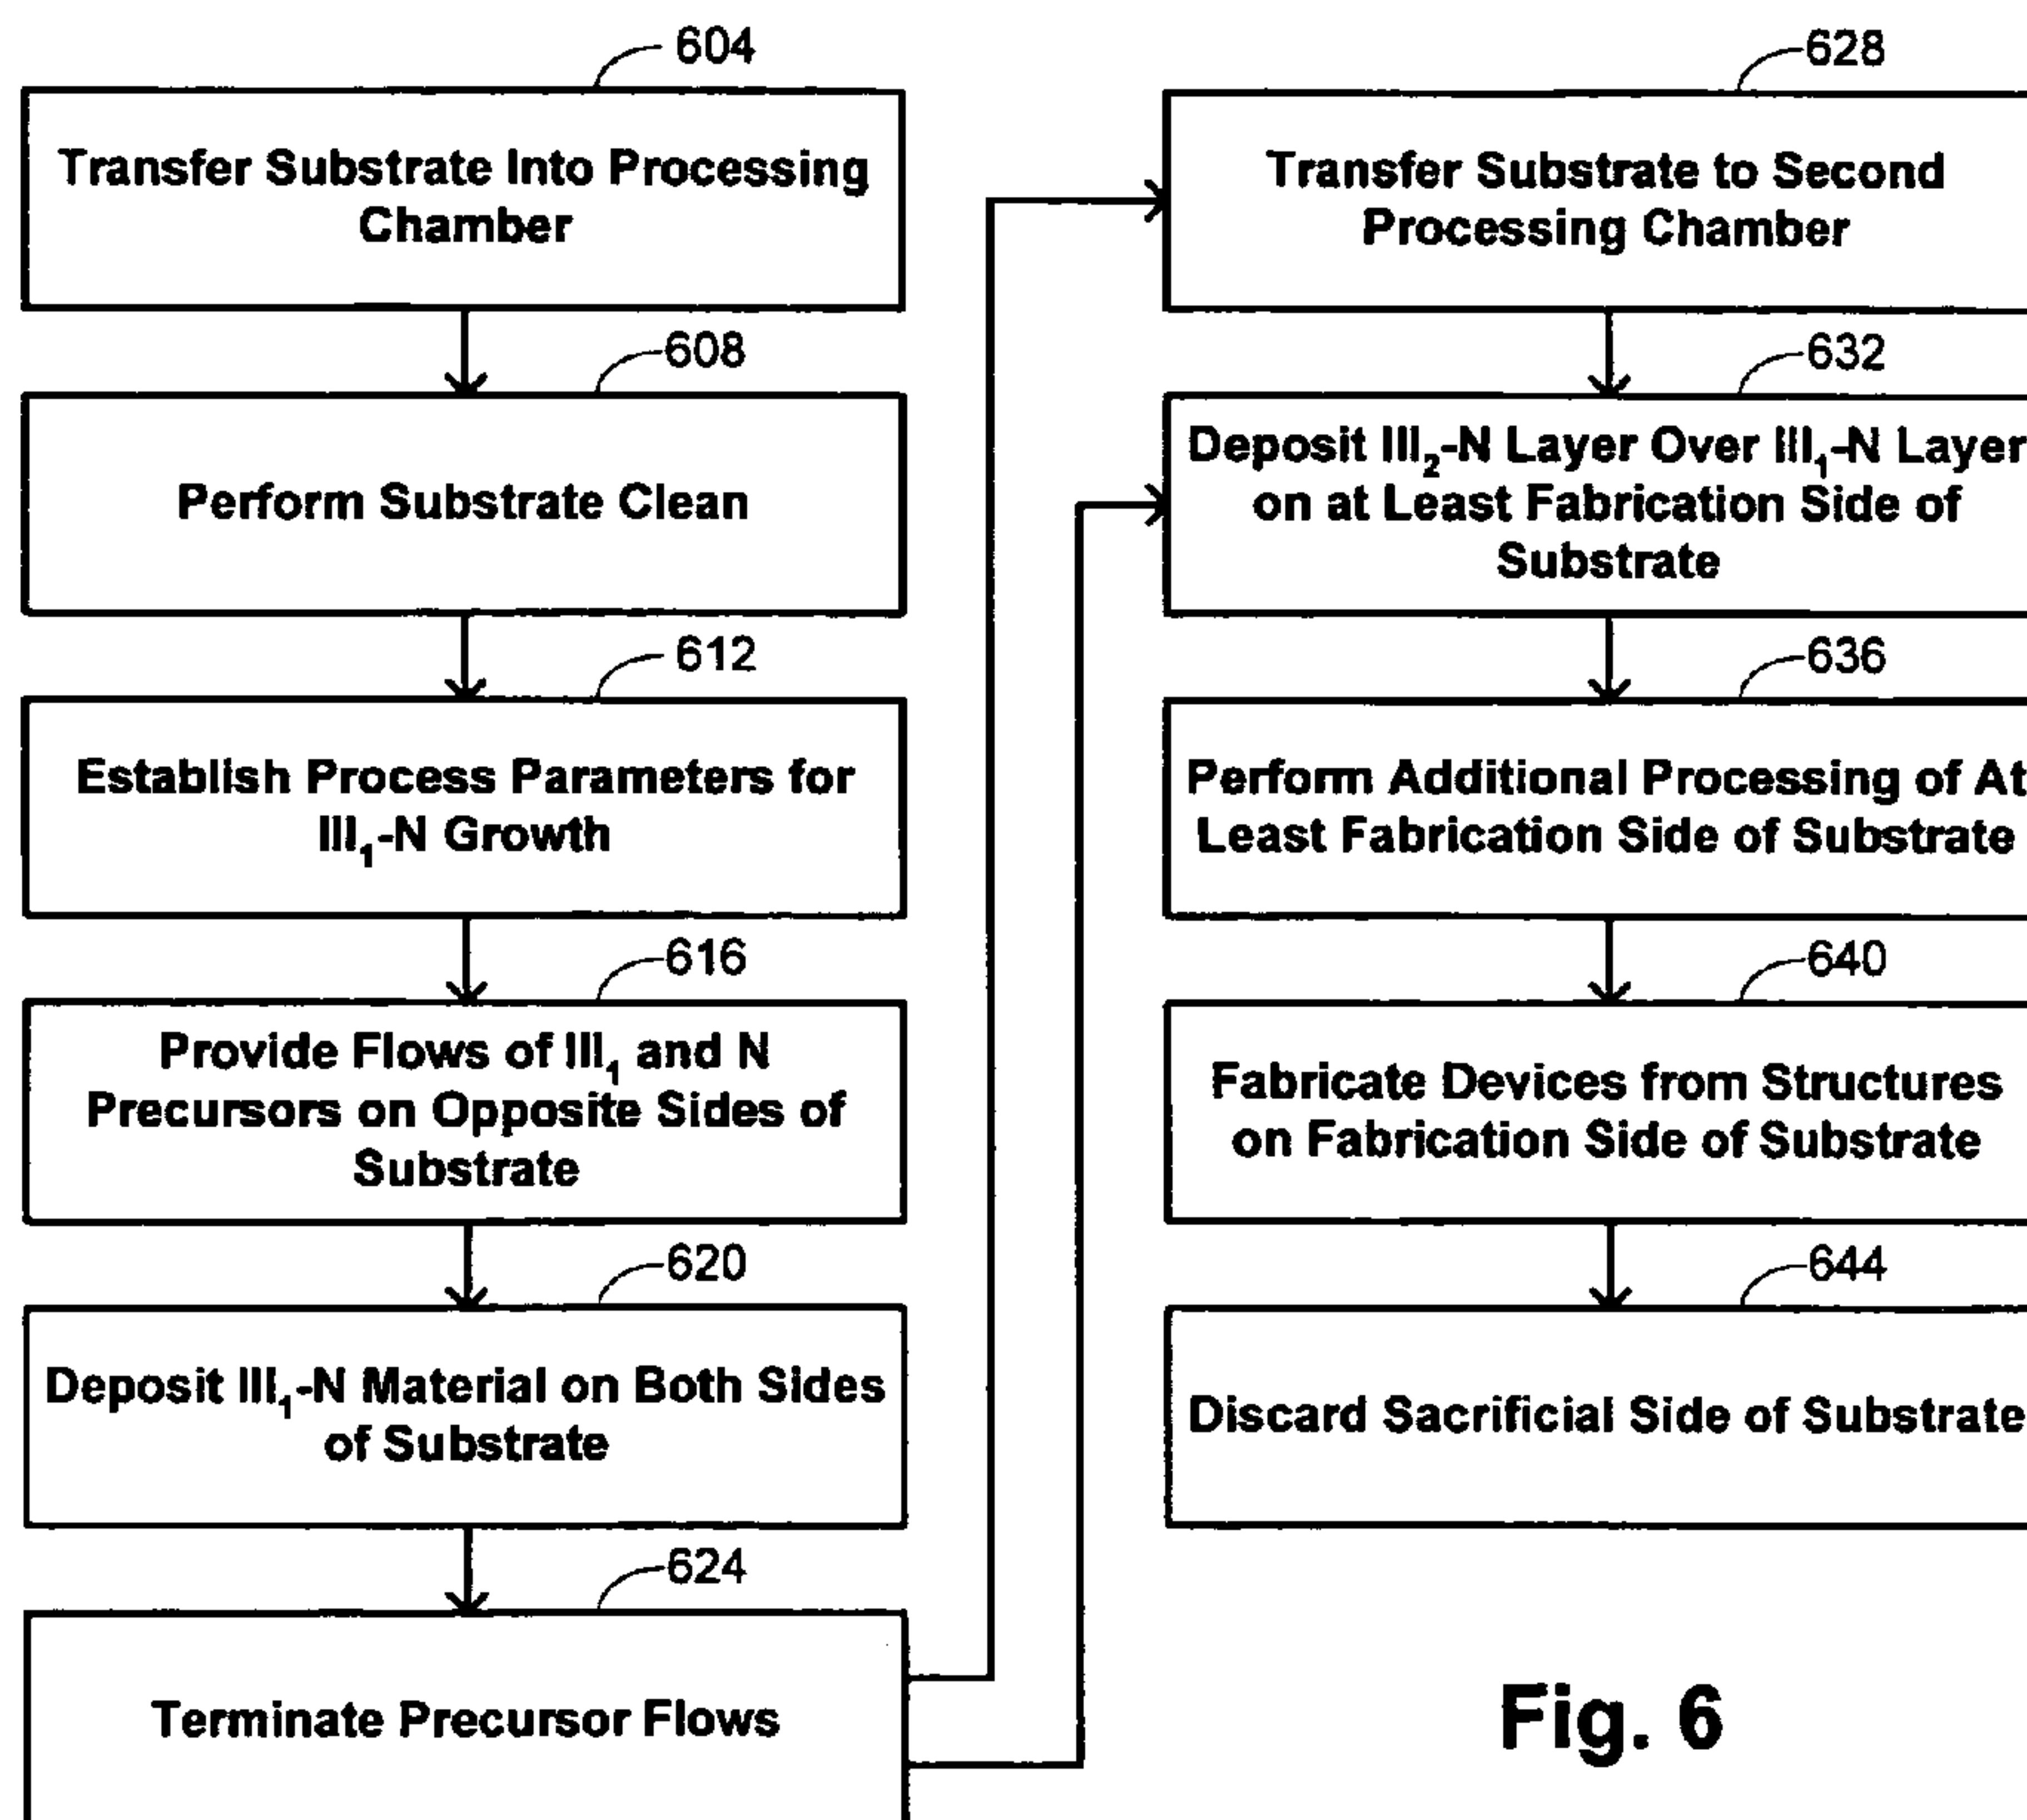 604
Transfer Substrate Into Processing
Chamber
608
Perform Substrate Clean
612
Establish Process Parameters for
III₁-N Growth
616
Provide Flows of III₁ and N
Precursors on Opposite Sides of
Substrate
620
Deposit III₁-N Material on Both Sides
of Substrate
624
Terminate Precursor Flows
628
Transfer Substrate to Second
Processing Chamber
632
Deposit III₂-N Layer Over III₁-N Layer
on at Least Fabrication Side of
Substrate
636
Perform Additional Processing of At
Least Fabrication Side of Substrate
640
Fabricate Devices from Structures
on Fabrication Side of Substrate
644
Discard Sacrificial Side of Substrate
Fig. 6